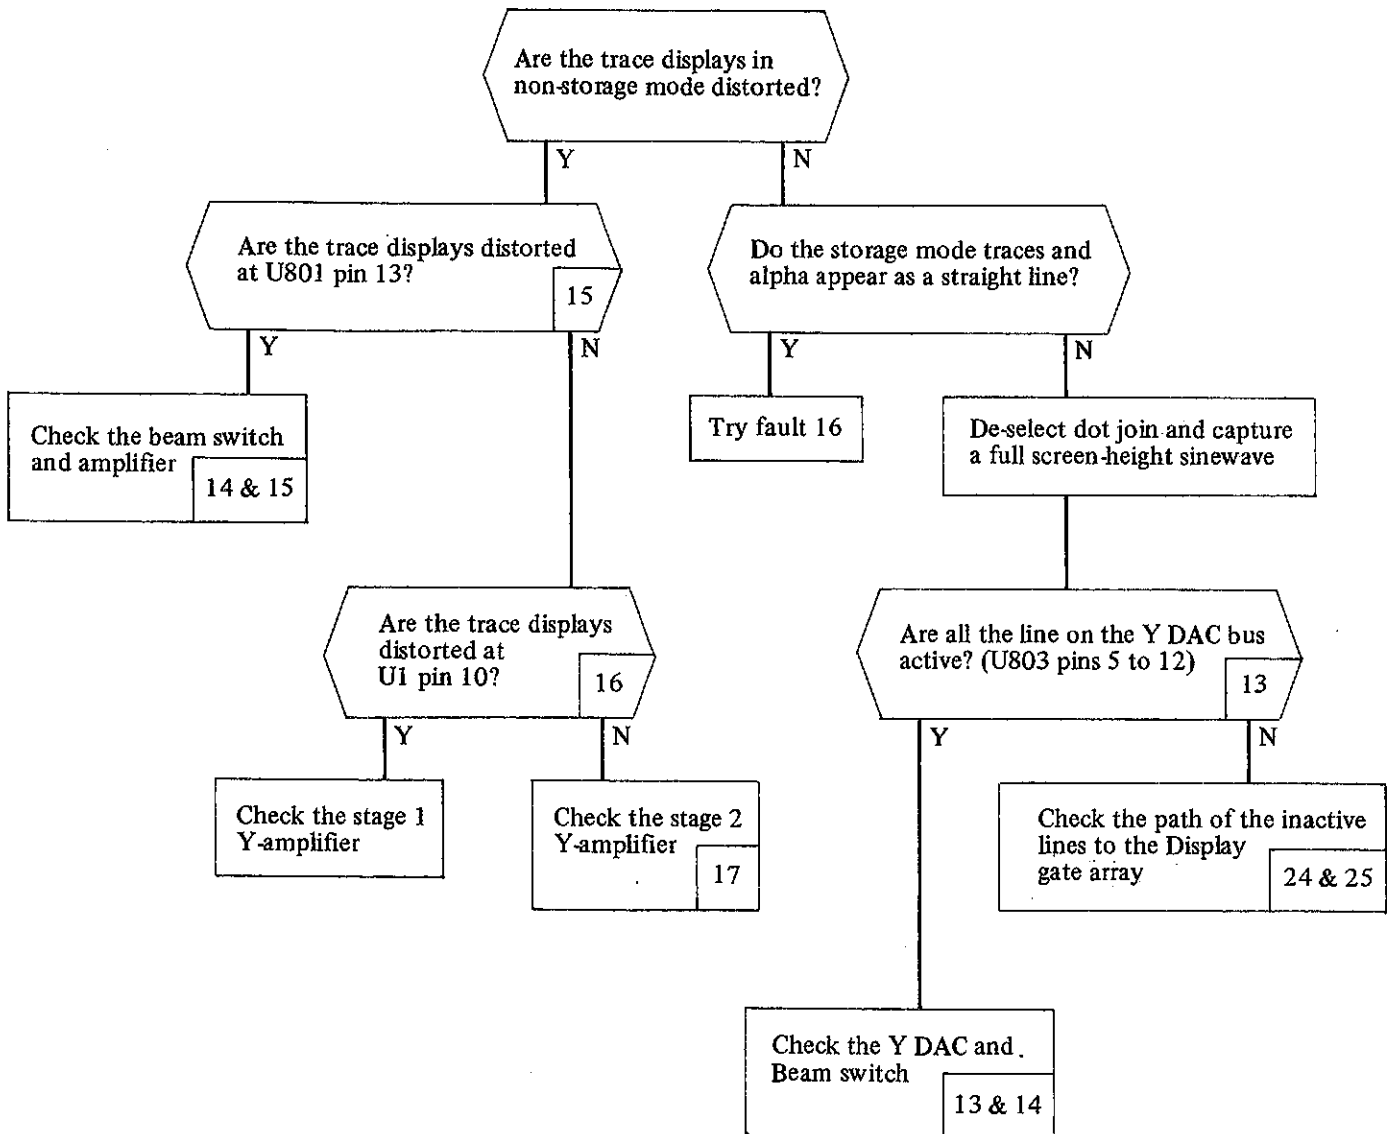 Are the trace displays in
non-storage mode distorted?
Y
N
Are the trace displays distorted
at U801 pin 13?
15
Do the storage mode traces and
alpha appear as a straight line?
Y
N
Y
N
Check the beam switch
and amplifier
14 & 15
Try fault 16
De-select dot join and capture
a full screen-height sinewave
Are the trace displays
distorted at
U1 pin 10?
16
Are all the line on the Y DAC bus
active? (U803 pins 5 to 12)
13
Y
N
Y
N
Check the stage 1
Y-amplifier
Check the stage 2
Y-amplifier
17
Check the path of the inactive
lines to the Display
gate array
24 & 25
Check the Y DAC and.
Beam switch
13 & 14